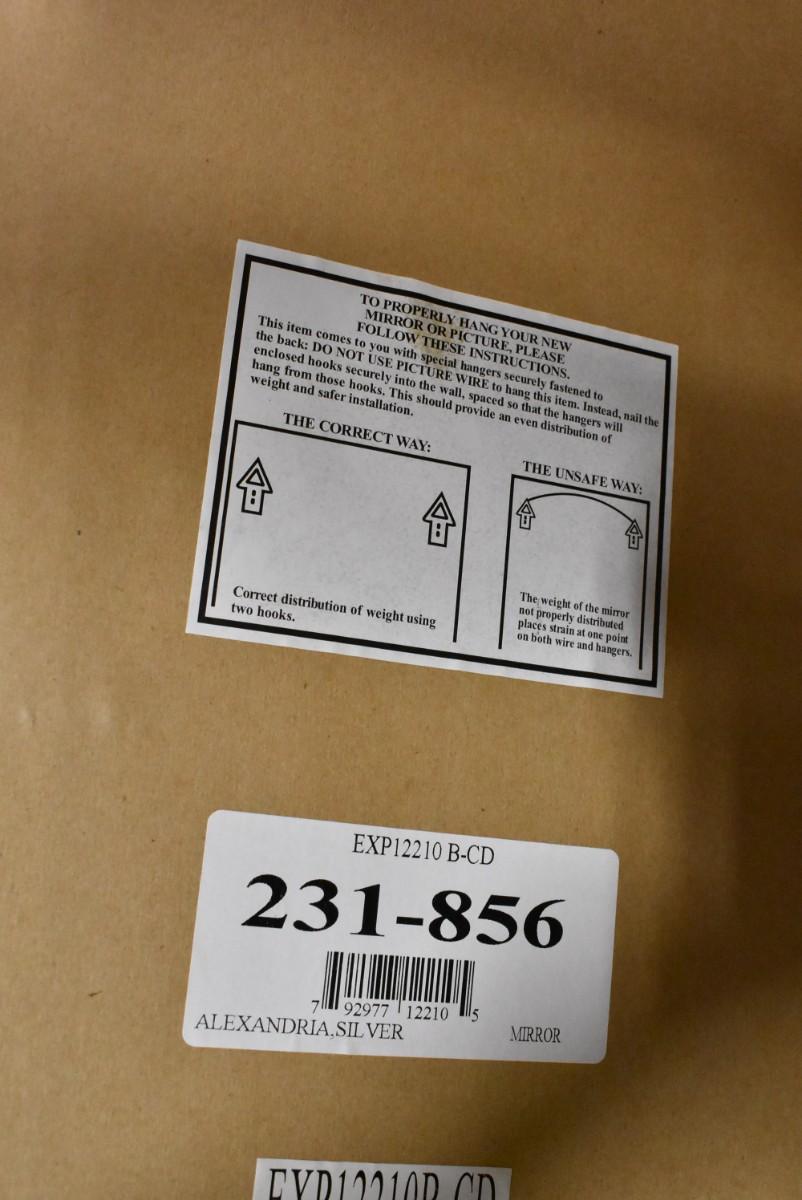 TO PROPERLY HANG YOUR NEW
MIRROR OR PICTURE, PLEASE
FOLLOW THESE INSTRUCTIONS.
This item comes to you with special hangers securely fastened to
the back: DO NOT USE PICTURE WIRE to hang this item. Instead, nail the
enclosed hooks securely into the wall, spaced so that the hangers will
hang from those hooks. This should provide an even distribution of
weight and safer installation.
THE CORRECT WAY:
Correct distribution of weight using
two hooks.
THE UNSAFE WAY:
The weight of the mirror
not properly distributed
places strain at one point
on both wire and hangers.
EXP12210 B-CD
231-856
7 92977 12210 5
ALEXANDRIA,SILVER MIRROR
EXP12210B-CD